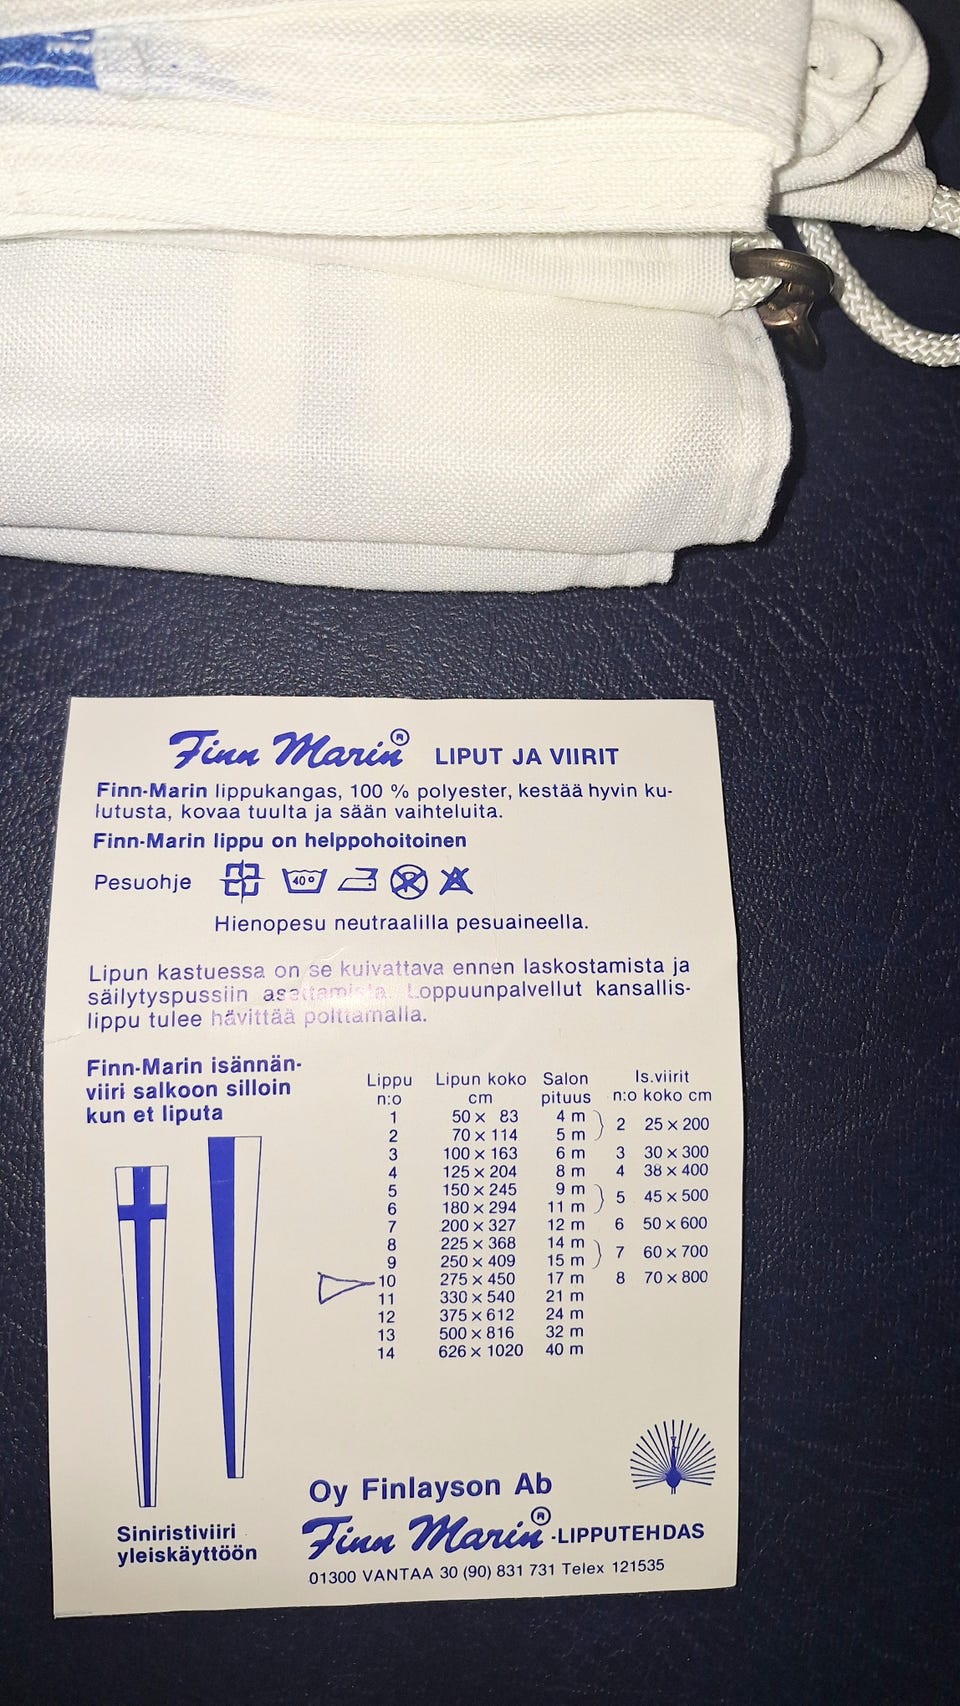 Finn Marin® LIPUT JA VIIRIT
Finn-Marin lippukangas, 100 % polyester, kestää hyvin ku-
lutusta, kovaa tuulta ja sään vaihteluita.
Finn-Marin lippu on helppohoitoinen
Pesuohje 40°
Hienopesu neutraalilla pesuaineella.
Lipun kastuessa on se kuivattava ennen laskostamista ja
säilytyspussiin asettamista. Loppuunpalvellut kansallis-
lippu tulee hävittää polttamalla.
Finn-Marin isännän-
viiri salkoon silloin
kun et liputa
Lippu Lipun koko Salon Is.viirit
n:o cm pituus n:o koko cm
1 50 × 83 4 m
2 70 × 114 5 m 2 25 × 200
3 100 × 163 6 m 3 30 × 300
4 125 × 204 8 m 4 38 × 400
5 150 × 245 9 m
6 180 × 294 11 m 5 45 × 500
7 200 × 327 12 m 6 50 × 600
8 225 × 368 14 m
9 250 × 409 15 m 7 60 × 700
10 275 × 450 17 m 8 70 × 800
11 330 × 540 21 m
12 375 × 612 24 m
13 500 × 816 32 m
14 626 × 1020 40 m
Siniristiviiri
yleiskäyttöön
Oy Finlayson Ab
Finn Marin® -LIPPUTEHDAS
01300 VANTAA 30 (90) 831 731 Telex 121535